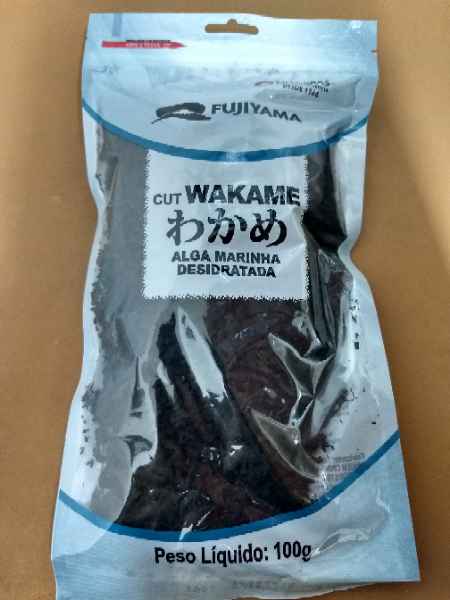 FUJIYAMA
CUT WAKAME
わかめ
ALGA MARINHA
DESIDRATADA
Peso Líquido: 100g